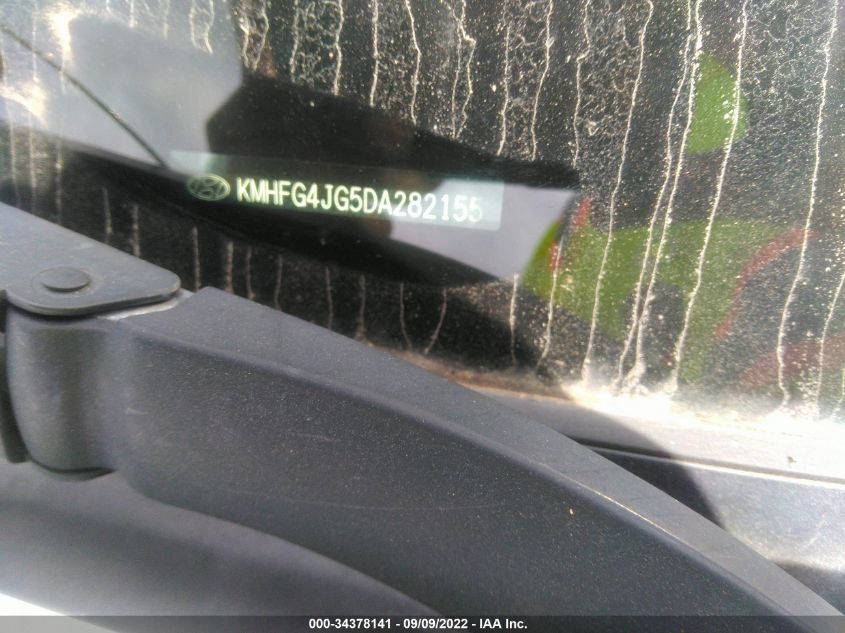 KMHFG4JG5DA282155
000-34378141 - 09/09/2022 - IAA Inc.